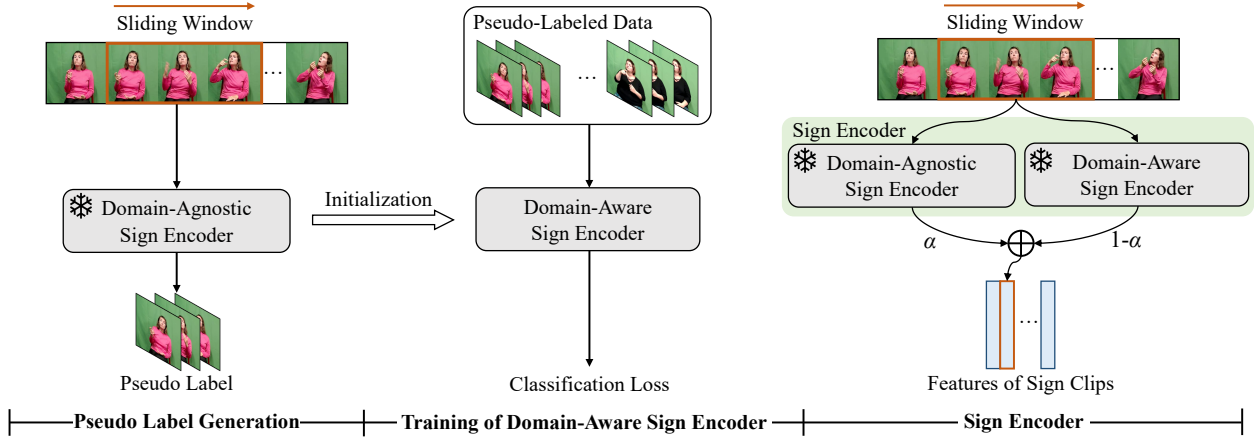 Sliding Window
...
Domain-Agnostic
Sign Encoder
Pseudo Label
Pseudo Label Generation
Initialization
Pseudo-Labeled Data
...
Domain-Aware
Sign Encoder
Classification Loss
Training of Domain-Aware Sign Encoder
Sliding Window
...
Sign Encoder
Domain-Agnostic
Sign Encoder
Domain-Aware
Sign Encoder
α
1-α
...
Features of Sign Clips
Sign Encoder